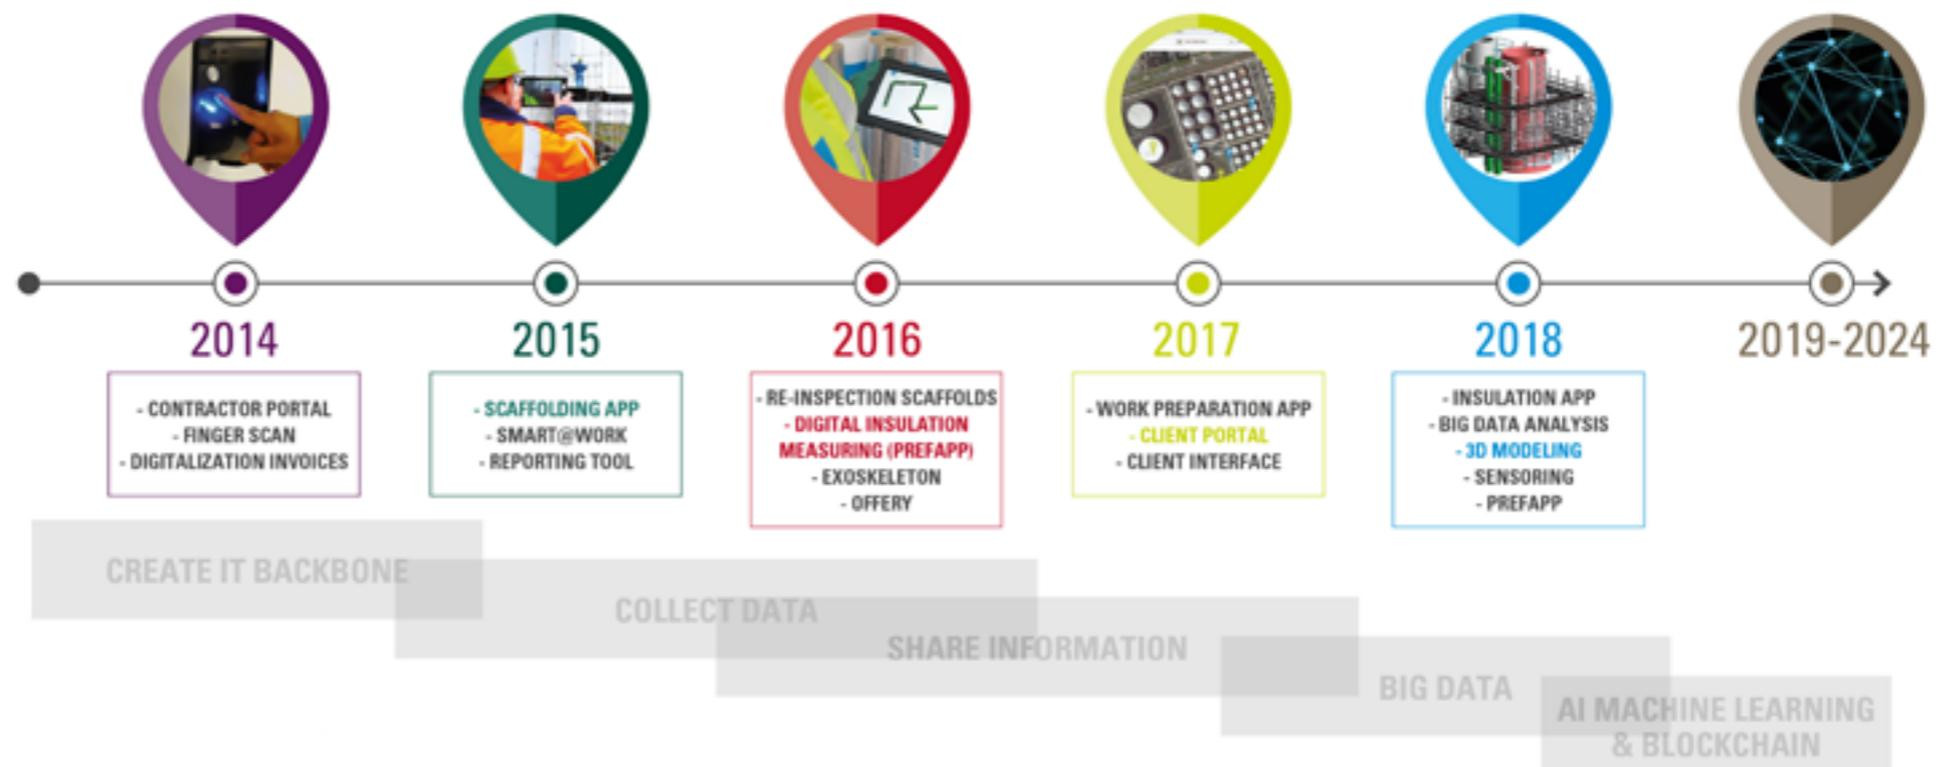 2014
2015
2016
2017
2018
2019-2024
- CONTRACTOR PORTAL
- FINGER SCAN
- DIGITALIZATION INVOICES
- SCAFFOLDING APP
- SMART@WORK
- REPORTING TOOL
- RE-INSPECTION SCAFFOLDS
- DIGITAL INSULATION
MEASURING (PREFAPP)
- EXOSKELETON
- OFFERY
- WORK PREPARATION APP
- CLIENT PORTAL
- CLIENT INTERFACE
- INSULATION APP
- BIG DATA ANALYSIS
- 3D MODELING
- SENSORING
- PREFAPP
CREATE IT BACKBONE
COLLECT DATA
SHARE INFORMATION
BIG DATA
AI MACHINE LEARNING
& BLOCKCHAIN